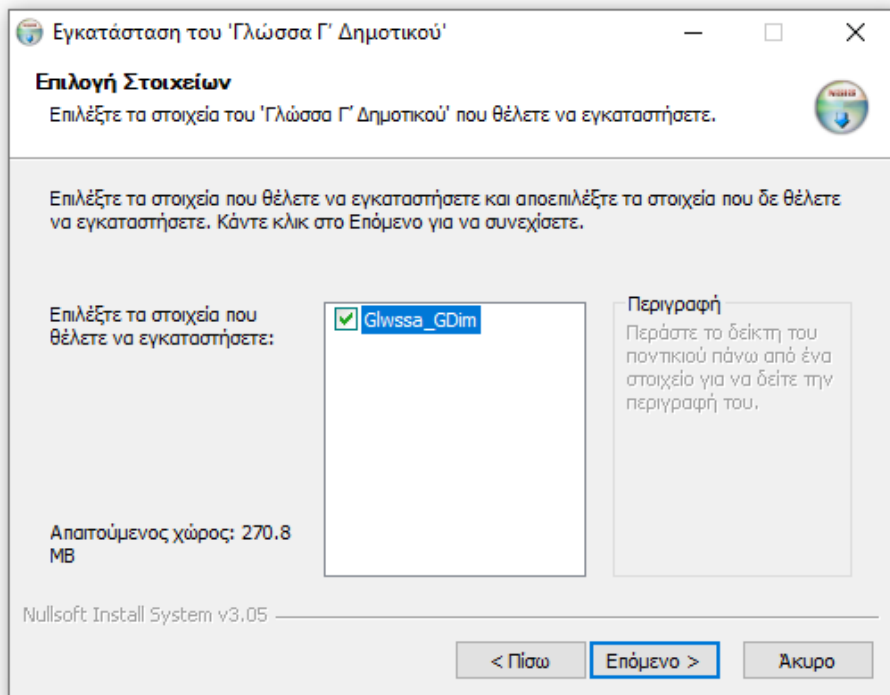 Εγκατάσταση του 'Γλώσσα Γ΄ Δημοτικού'
Επιλογή Στοιχείων
Επιλέξτε τα στοιχεία του 'Γλώσσα Γ΄ Δημοτικού' που θέλετε να εγκαταστήσετε.
Επιλέξτε τα στοιχεία που θέλετε να εγκαταστήσετε και αποεπιλέξτε τα στοιχεία που δε θέλετε
να εγκαταστήσετε. Κάντε κλικ στο Επόμενο για να συνεχίσετε.
Επιλέξτε τα στοιχεία που
θέλετε να εγκαταστήσετε:
Glwssa_GDim
Περιγραφή
Περάστε το δείκτη του
ποντικιού πάνω από ένα
στοιχείο για να δείτε την
περιγραφή του.
Απαιτούμενος χώρος: 270.8
MB
Nullsoft Install System v3.05
< Πίσω
Επόμενο >
Άκυρο